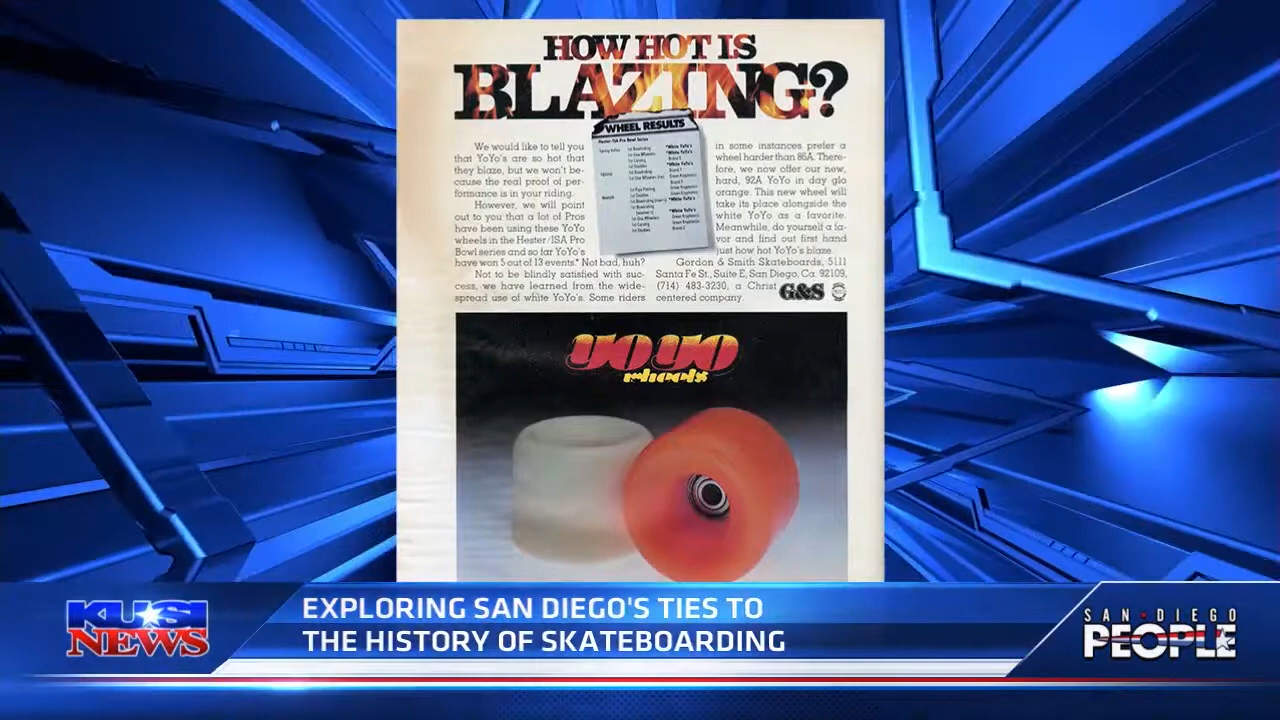 HOW HOT IS
BLAZING?
WHEEL RESULTS
Hester/ISA Pro Bowl Series
We would like to tell you
that YoYo's are so hot that
they blaze, but we won't be-
cause the real proof of per-
formance is in your riding.
However, we will point
out to you that a lot of Pros
have been using these YoYo
wheels in the Hester/ISA Pro
Bowl series and so far YoYo's
have won 5 out of 13 events.* Not bad, huh?
Not to be blindly satisfied with suc-
cess, we have learned from the wide-
spread use of white YoYo's. Some riders
in some instances prefer a
wheel harder than 86A. There-
fore, we now offer our new,
hard, 92A YoYo in day glo
orange. This new wheel will
take its place alongside the
white YoYo as a favorite.
Meanwhile, do yourself a fa-
vor and find out first hand
just how hot YoYo's blaze.
Gordon & Smith Skateboards, 5111
Santa Fe St., Suite E, San Diego, Ca. 92109,
(714) 483-3230, a Christ
centered company.
G&S
yoyo
wheels
KUSI
NEWS
EXPLORING SAN DIEGO'S TIES TO
THE HISTORY OF SKATEBOARDING
SAN DIEGO
PEOPLE